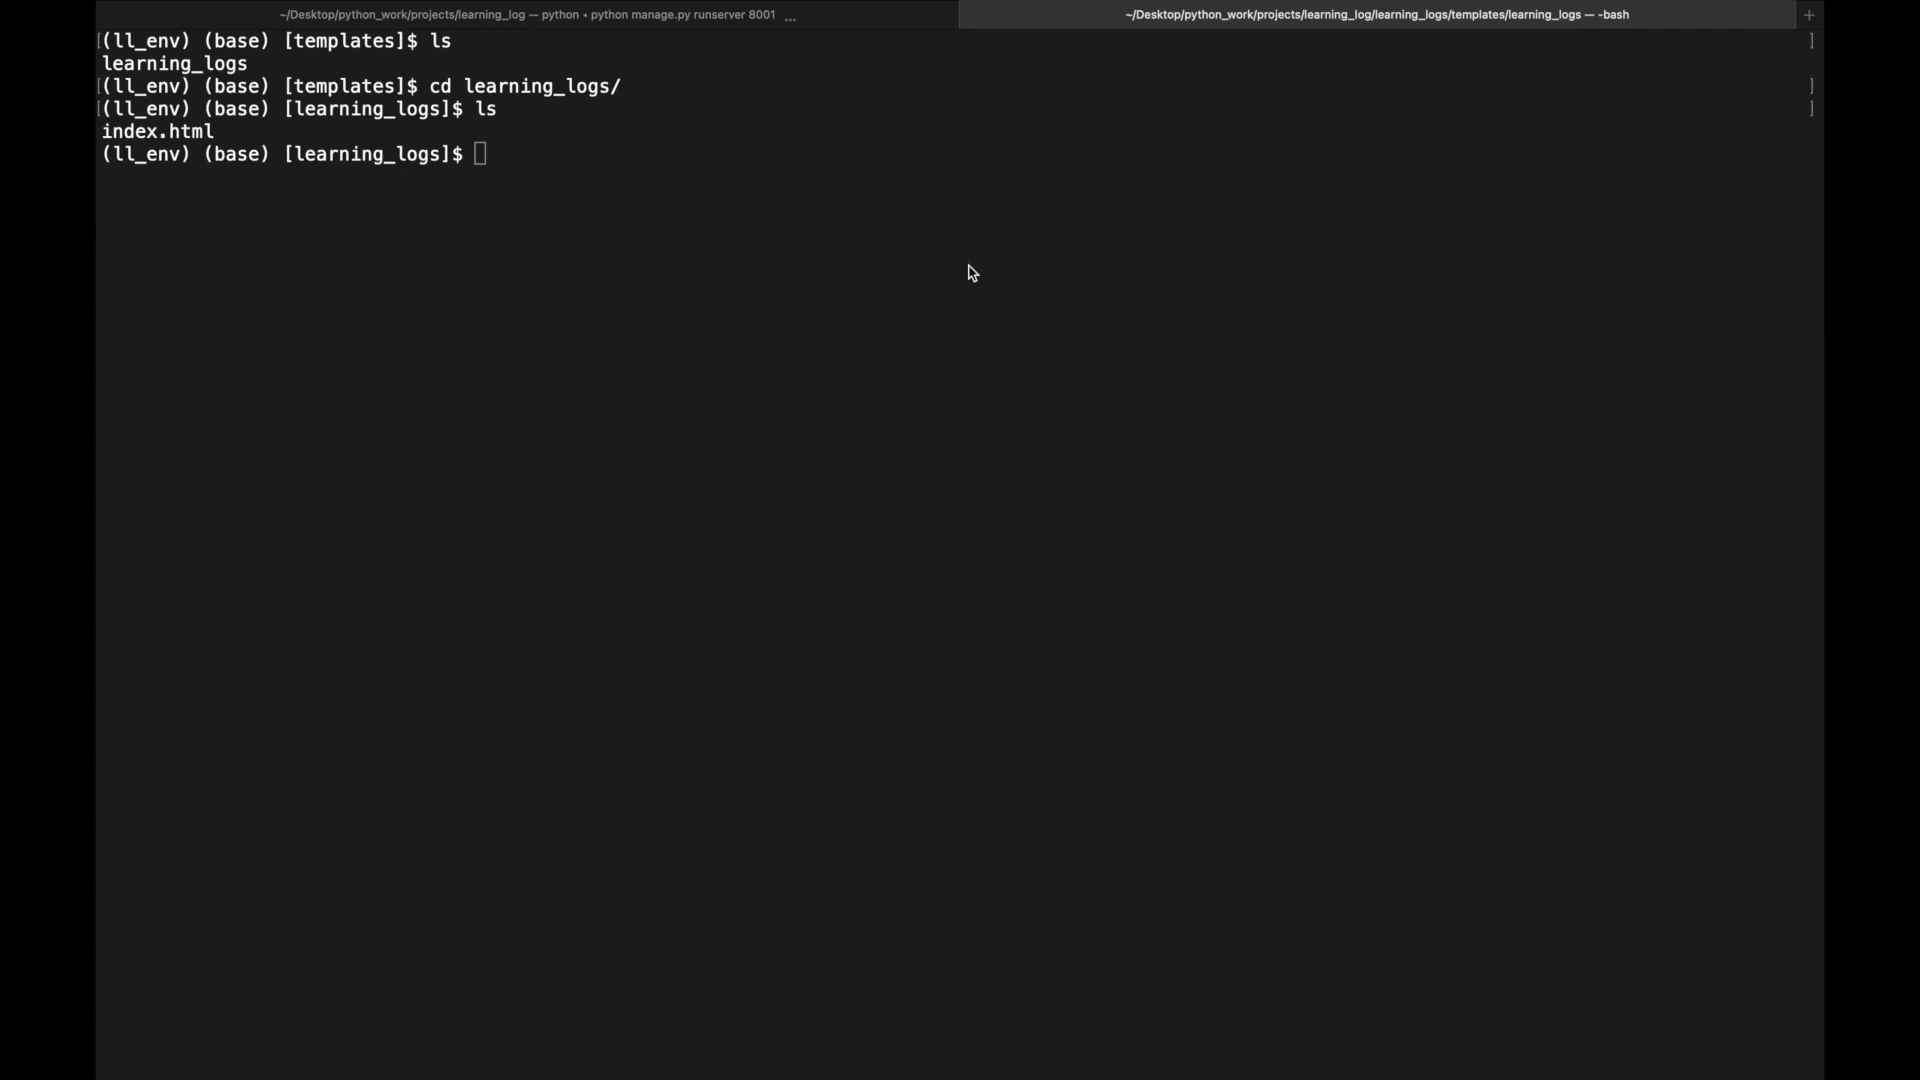 ~/Desktop/python_work/projects/learning_log — python ◂ python manage.py runserver 8001 ...
~/Desktop/python_work/projects/learning_log/learning_logs/templates/learning_logs — -bash
+
[(ll_env) (base) [templates]$ ls ]
learning_logs
[(ll_env) (base) [templates]$ cd learning_logs/ ]
[(ll_env) (base) [learning_logs]$ ls ]
index.html
(ll_env) (base) [learning_logs]$